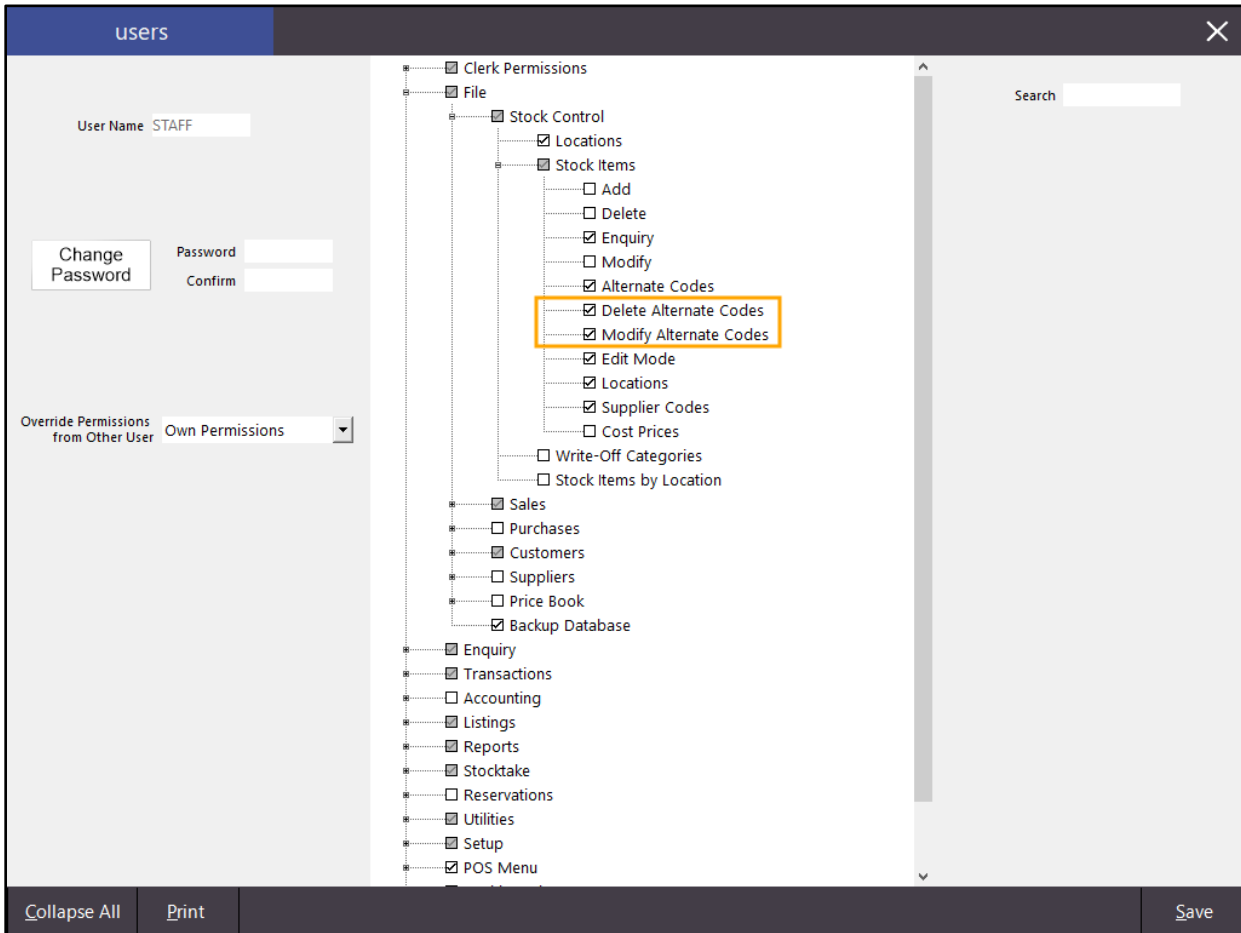 users
User Name STAFF
Change
Password
Password
Confirm
Override Permissions
from Other User
Own Permissions
Clerk Permissions
File
Stock Control
Locations
Stock Items
Add
Delete
Enquiry
Modify
Alternate Codes
Delete Alternate Codes
Modify Alternate Codes
Edit Mode
Locations
Supplier Codes
Cost Prices
Write-Off Categories
Stock Items by Location
Sales
Purchases
Customers
Suppliers
Price Book
Backup Database
Enquiry
Transactions
Accounting
Listings
Reports
Stocktake
Reservations
Utilities
Setup
POS Menu
Search
Collapse All
Print
Save